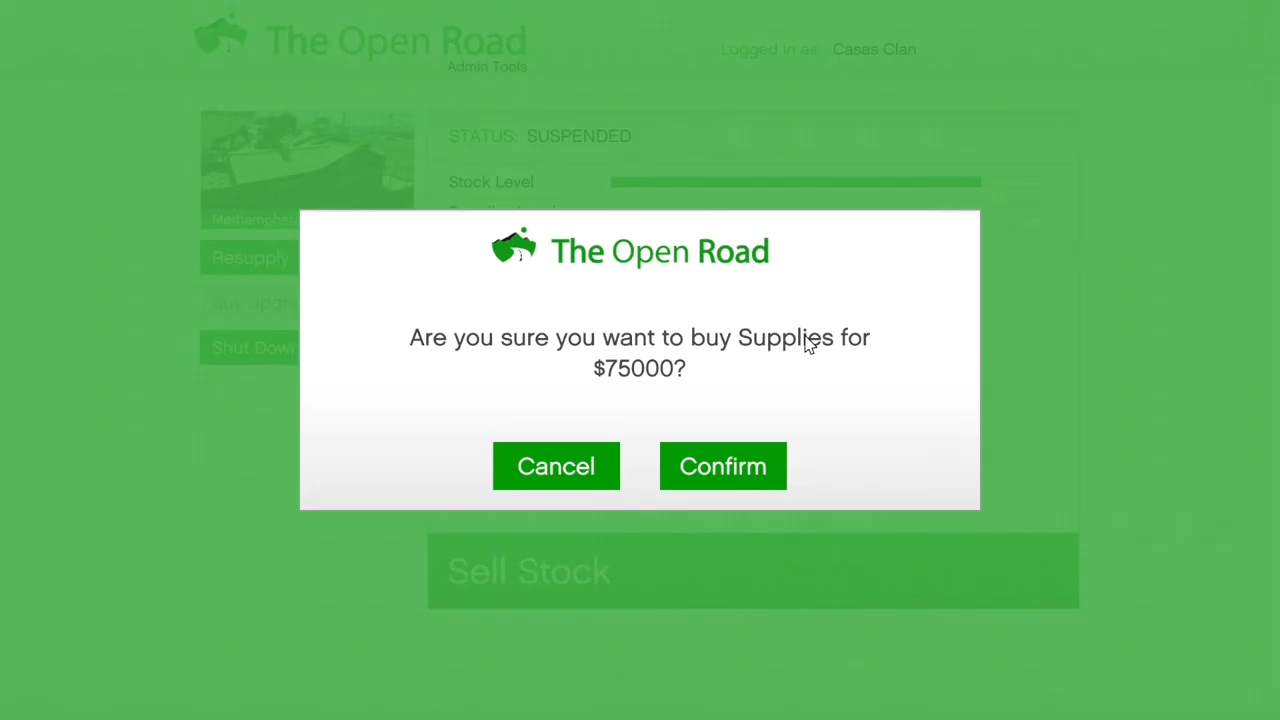 The Open Road
Admin Tools
Logged in as: Casas Clan
STATUS: SUSPENDED
Stock Level
Resupply
Shut Down
The Open Road
Are you sure you want to buy Supplies for
$75000?
Cancel
Confirm
Sell Stock